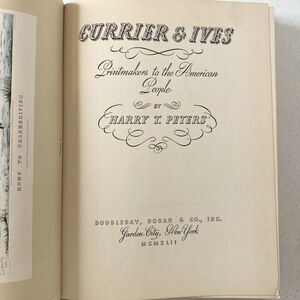 HOME TO THANKSGIVING
CURRIER & IVES
Printmakers to the American
People
BY
HARRY T. PETERS
DOUBLEDAY, DORAN & CO., INC.
Garden City, New York
MCMXLII